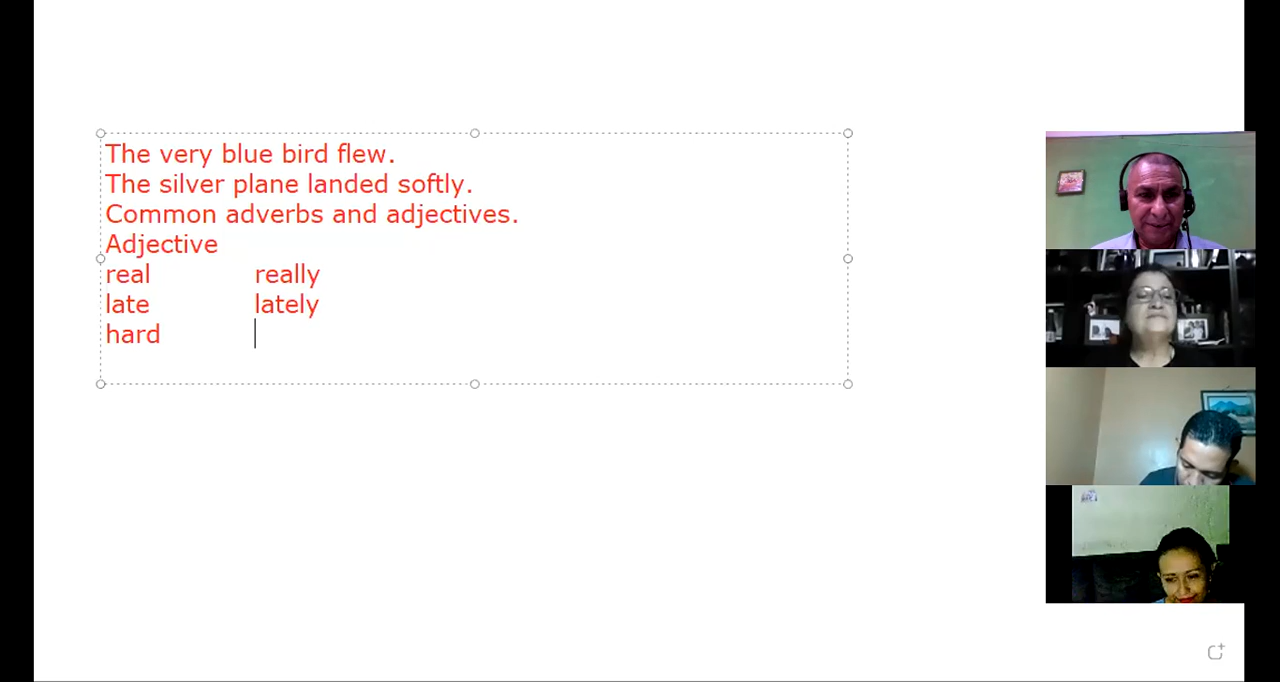 The very blue bird flew.
The silver plane landed softly.
Common adverbs and adjectives.
Adjective
real really
late lately
hard